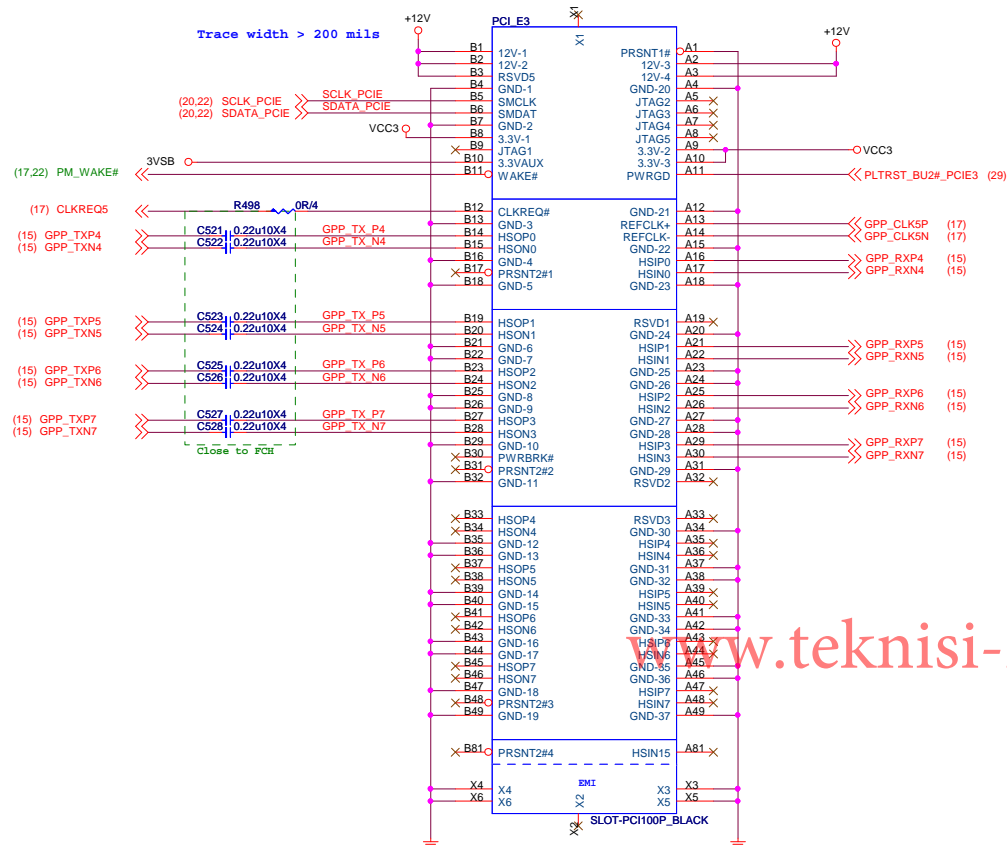 +12V
PCI_E3
X1
X1
+12V
Trace width > 200 mils
B1 12V-1 PRSNT1# A1
B2 12V-2 12V-3 A2
B3 RSVD5 12V-4 A3
B4 GND-1 GND-20 A4
(20,22) SCLK_PCIE SCLK_PCIE B5 SMCLK JTAG2 A5
(20,22) SDATA_PCIE SDATA_PCIE B6 SMDAT JTAG3 A6
B7 GND-2 JTAG4 A7
VCC3 B8 3.3V-1 JTAG5 A8
B9 JTAG1 3.3V-2 A9 VCC3
3VSB B10 3.3VAUX 3.3V-3 A10
(17,22) PM_WAKE# B11 WAKE# PWRGD A11 PLTRST_BU2#_PCIE3 (29)
(17) CLKREQ5 R498 0R/4 B12 CLKREQ# GND-21 A12
B13 GND-3 REFCLK+ A13 GPP_CLK5P (17)
(15) GPP_TXP4 C521 0.22u10X4 GPP_TX_P4 B14 HSOP0 REFCLK- A14 GPP_CLK5N (17)
(15) GPP_TXN4 C522 0.22u10X4 GPP_TX_N4 B15 HSON0 GND-22 A15
B16 GND-4 HSIP0 A16 GPP_RXP4 (15)
B17 PRSNT2#1 HSIN0 A17 GPP_RXN4 (15)
B18 GND-5 GND-23 A18
(15) GPP_TXP5 C523 0.22u10X4 GPP_TX_P5 B19 HSOP1 RSVD1 A19
(15) GPP_TXN5 C524 0.22u10X4 GPP_TX_N5 B20 HSON1 GND-24 A20
B21 GND-6 HSIP1 A21 GPP_RXP5 (15)
B22 GND-7 HSIN1 A22 GPP_RXN5 (15)
(15) GPP_TXP6 C525 0.22u10X4 GPP_TX_P6 B23 HSOP2 GND-25 A23
(15) GPP_TXN6 C526 0.22u10X4 GPP_TX_N6 B24 HSON2 GND-26 A24
B25 GND-8 HSIP2 A25 GPP_RXP6 (15)
B26 GND-9 HSIN2 A26 GPP_RXN6 (15)
(15) GPP_TXP7 C527 0.22u10X4 GPP_TX_P7 B27 HSOP3 GND-27 A27
(15) GPP_TXN7 C528 0.22u10X4 GPP_TX_N7 B28 HSON3 GND-28 A28
B29 GND-10 HSIP3 A29 GPP_RXP7 (15)
Close to FCH
B30 PWRBRK# HSIN3 A30 GPP_RXN7 (15)
B31 PRSNT2#2 GND-29 A31
B32 GND-11 RSVD2 A32
B33 HSOP4 RSVD3 A33
B34 HSON4 GND-30 A34
B35 GND-12 HSIP4 A35
B36 GND-13 HSIN4 A36
B37 HSOP5 GND-31 A37
B38 HSON5 GND-32 A38
B39 GND-14 HSIP5 A39
B40 GND-15 HSIN5 A40
B41 HSOP6 GND-33 A41
B42 HSON6 GND-34 A42
B43 GND-16 HSIP6 A43
B44 GND-17 HSIN6 A44
www.teknisi-
B45 HSOP7 GND-35 A45
B46 HSON7 GND-36 A46
B47 GND-18 HSIP7 A47
B48 PRSNT2#3 HSIN7 A48
B49 GND-19 GND-37 A49
B81 PRSNT2#4 HSIN15 A81
EMI
X4 X4 X3 X3
X6 X6 X5 X5
X2
X2
SLOT-PCI100P_BLACK